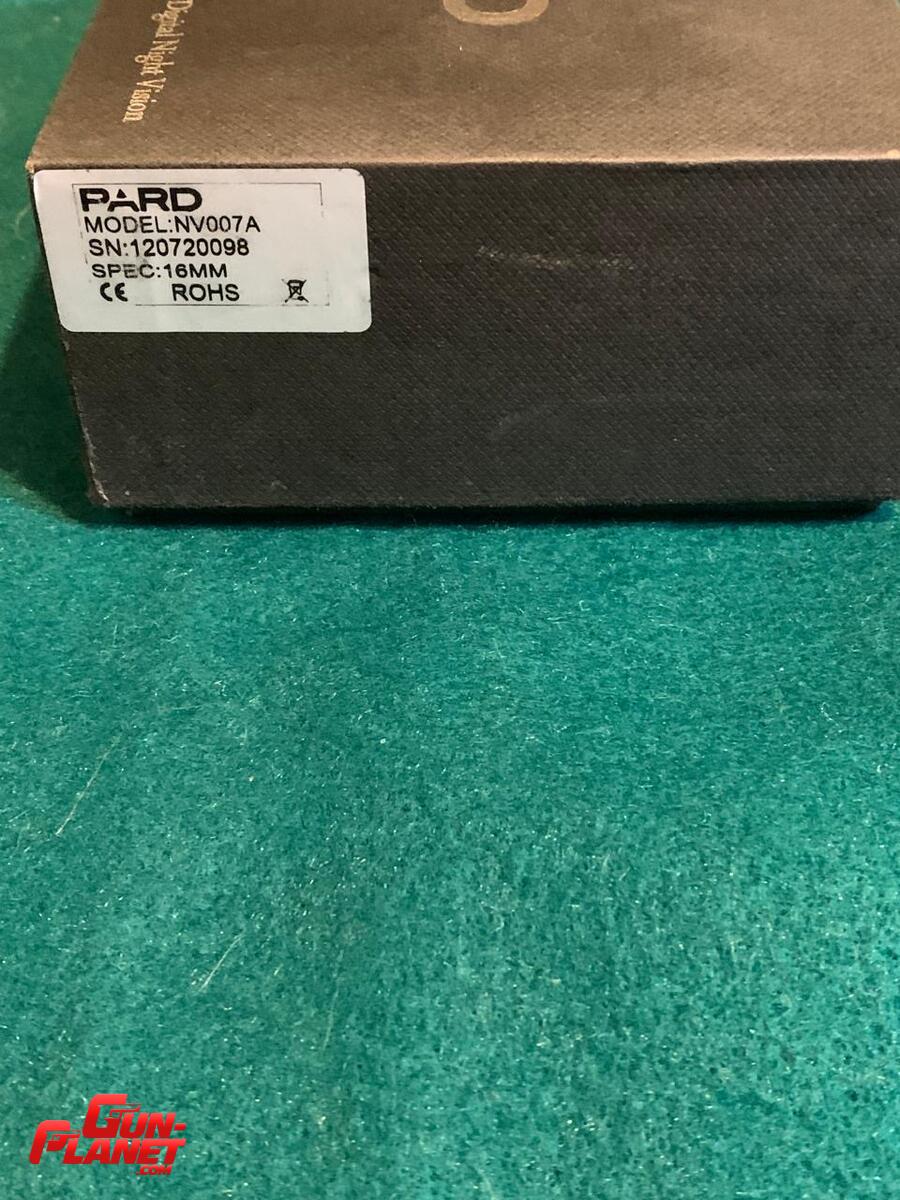 Digital Night Vision
PARD
MODEL:NV007A
SN:120720098
SPEC:16MM
CE ROHS
GUN-
PLANET
.COM